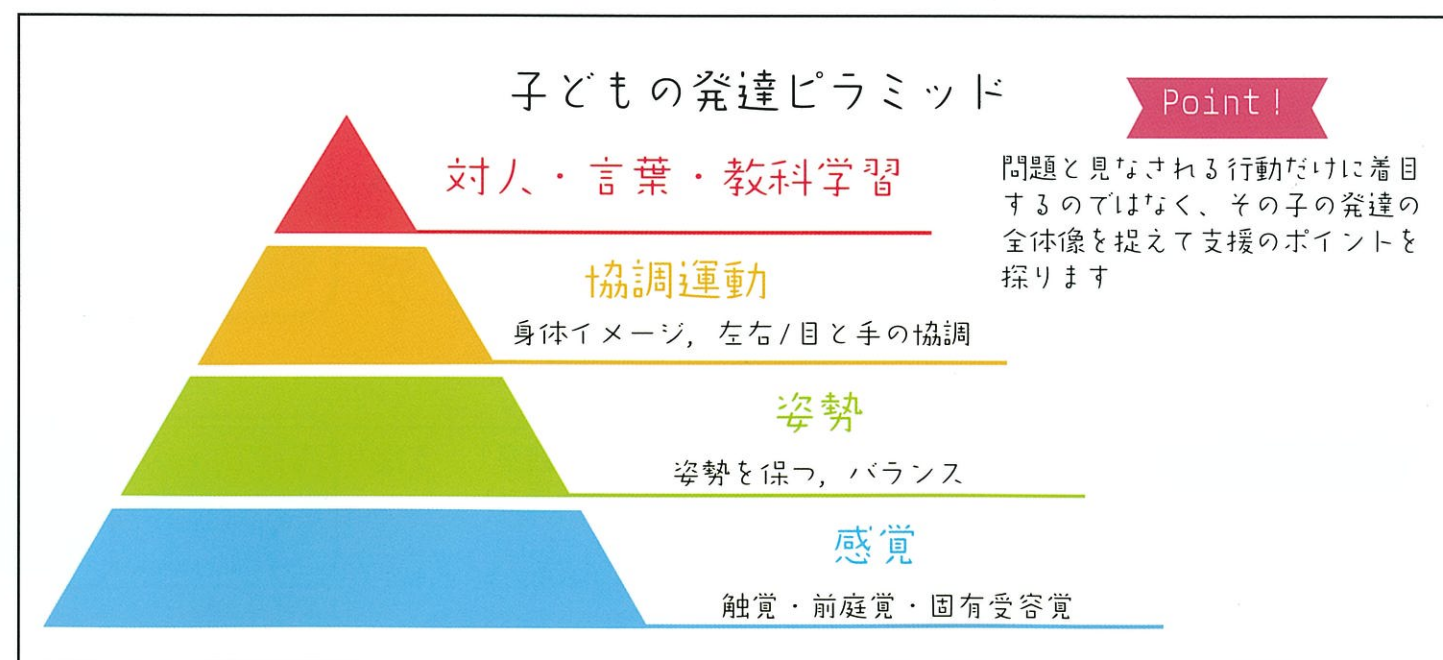 子どもの発達ピラミッド
Point!
対人・言葉・教科学習
問題と見なされる行動だけに着目
するのではなく、その子の発達の
全体像を捉えて支援のポイントを
探ります
協調運動
身体イメージ, 左右/目と手の協調
姿勢
姿勢を保つ, バランス
感覚
触覚・前庭覚・固有受容覚